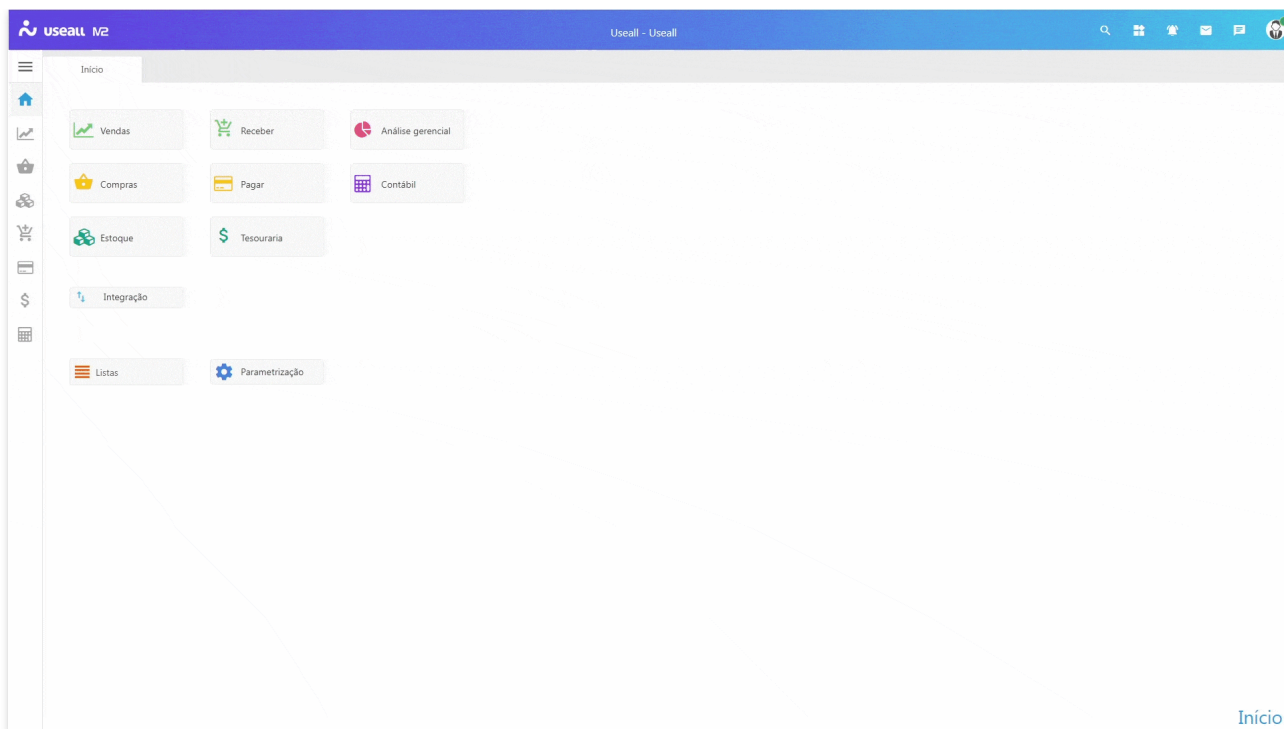 useall M2
Useall - Useall
Início
Vendas
Receber
Análise gerencial
Compras
Pagar
Contábil
Estoque
Tesouraria
Integração
Listas
Parametrização
Início